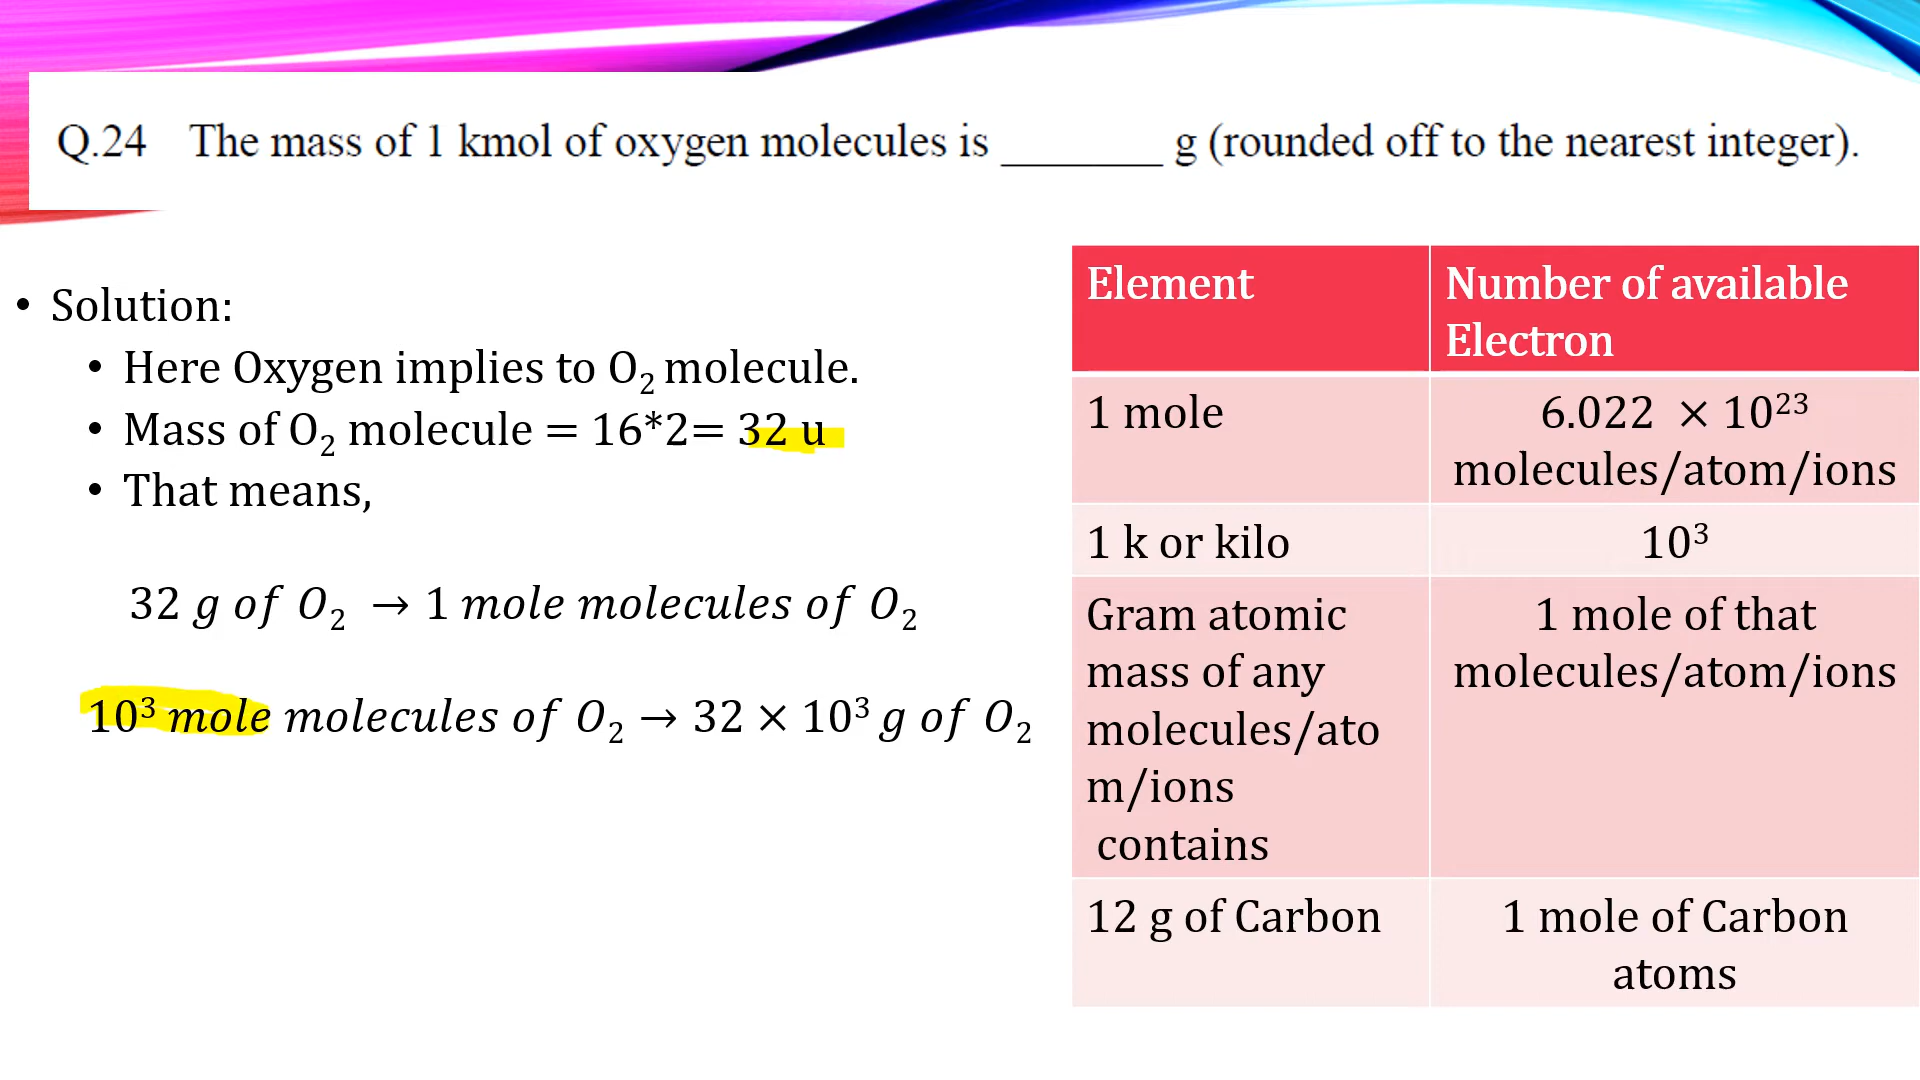 Q.24 The mass of 1 kmol of oxygen molecules is ________ g (rounded off to the nearest integer).
• Solution:
• Here Oxygen implies to O₂ molecule.
• Mass of O₂ molecule = 16*2= 32 u
• That means,
32 g of O₂ → 1 mole molecules of O₂
10³ mole molecules of O₂ → 32 × 10³ g of O₂
Element
Number of available
Electron
1 mole
6.022 × 10²³
molecules/atom/ions
1 k or kilo
10³
Gram atomic
mass of any
molecules/ato
m/ions
contains
1 mole of that
molecules/atom/ions
12 g of Carbon
1 mole of Carbon
atoms